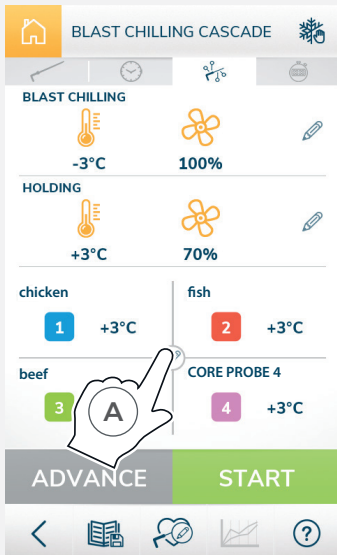 BLAST CHILLING CASCADE
BLAST CHILLING
-3°C 100%
HOLDING
+3°C 70%
chicken fish
1 +3°C 2 +3°C
beef CORE PROBE 4
3 A 4 +3°C
ADVANCE START
?